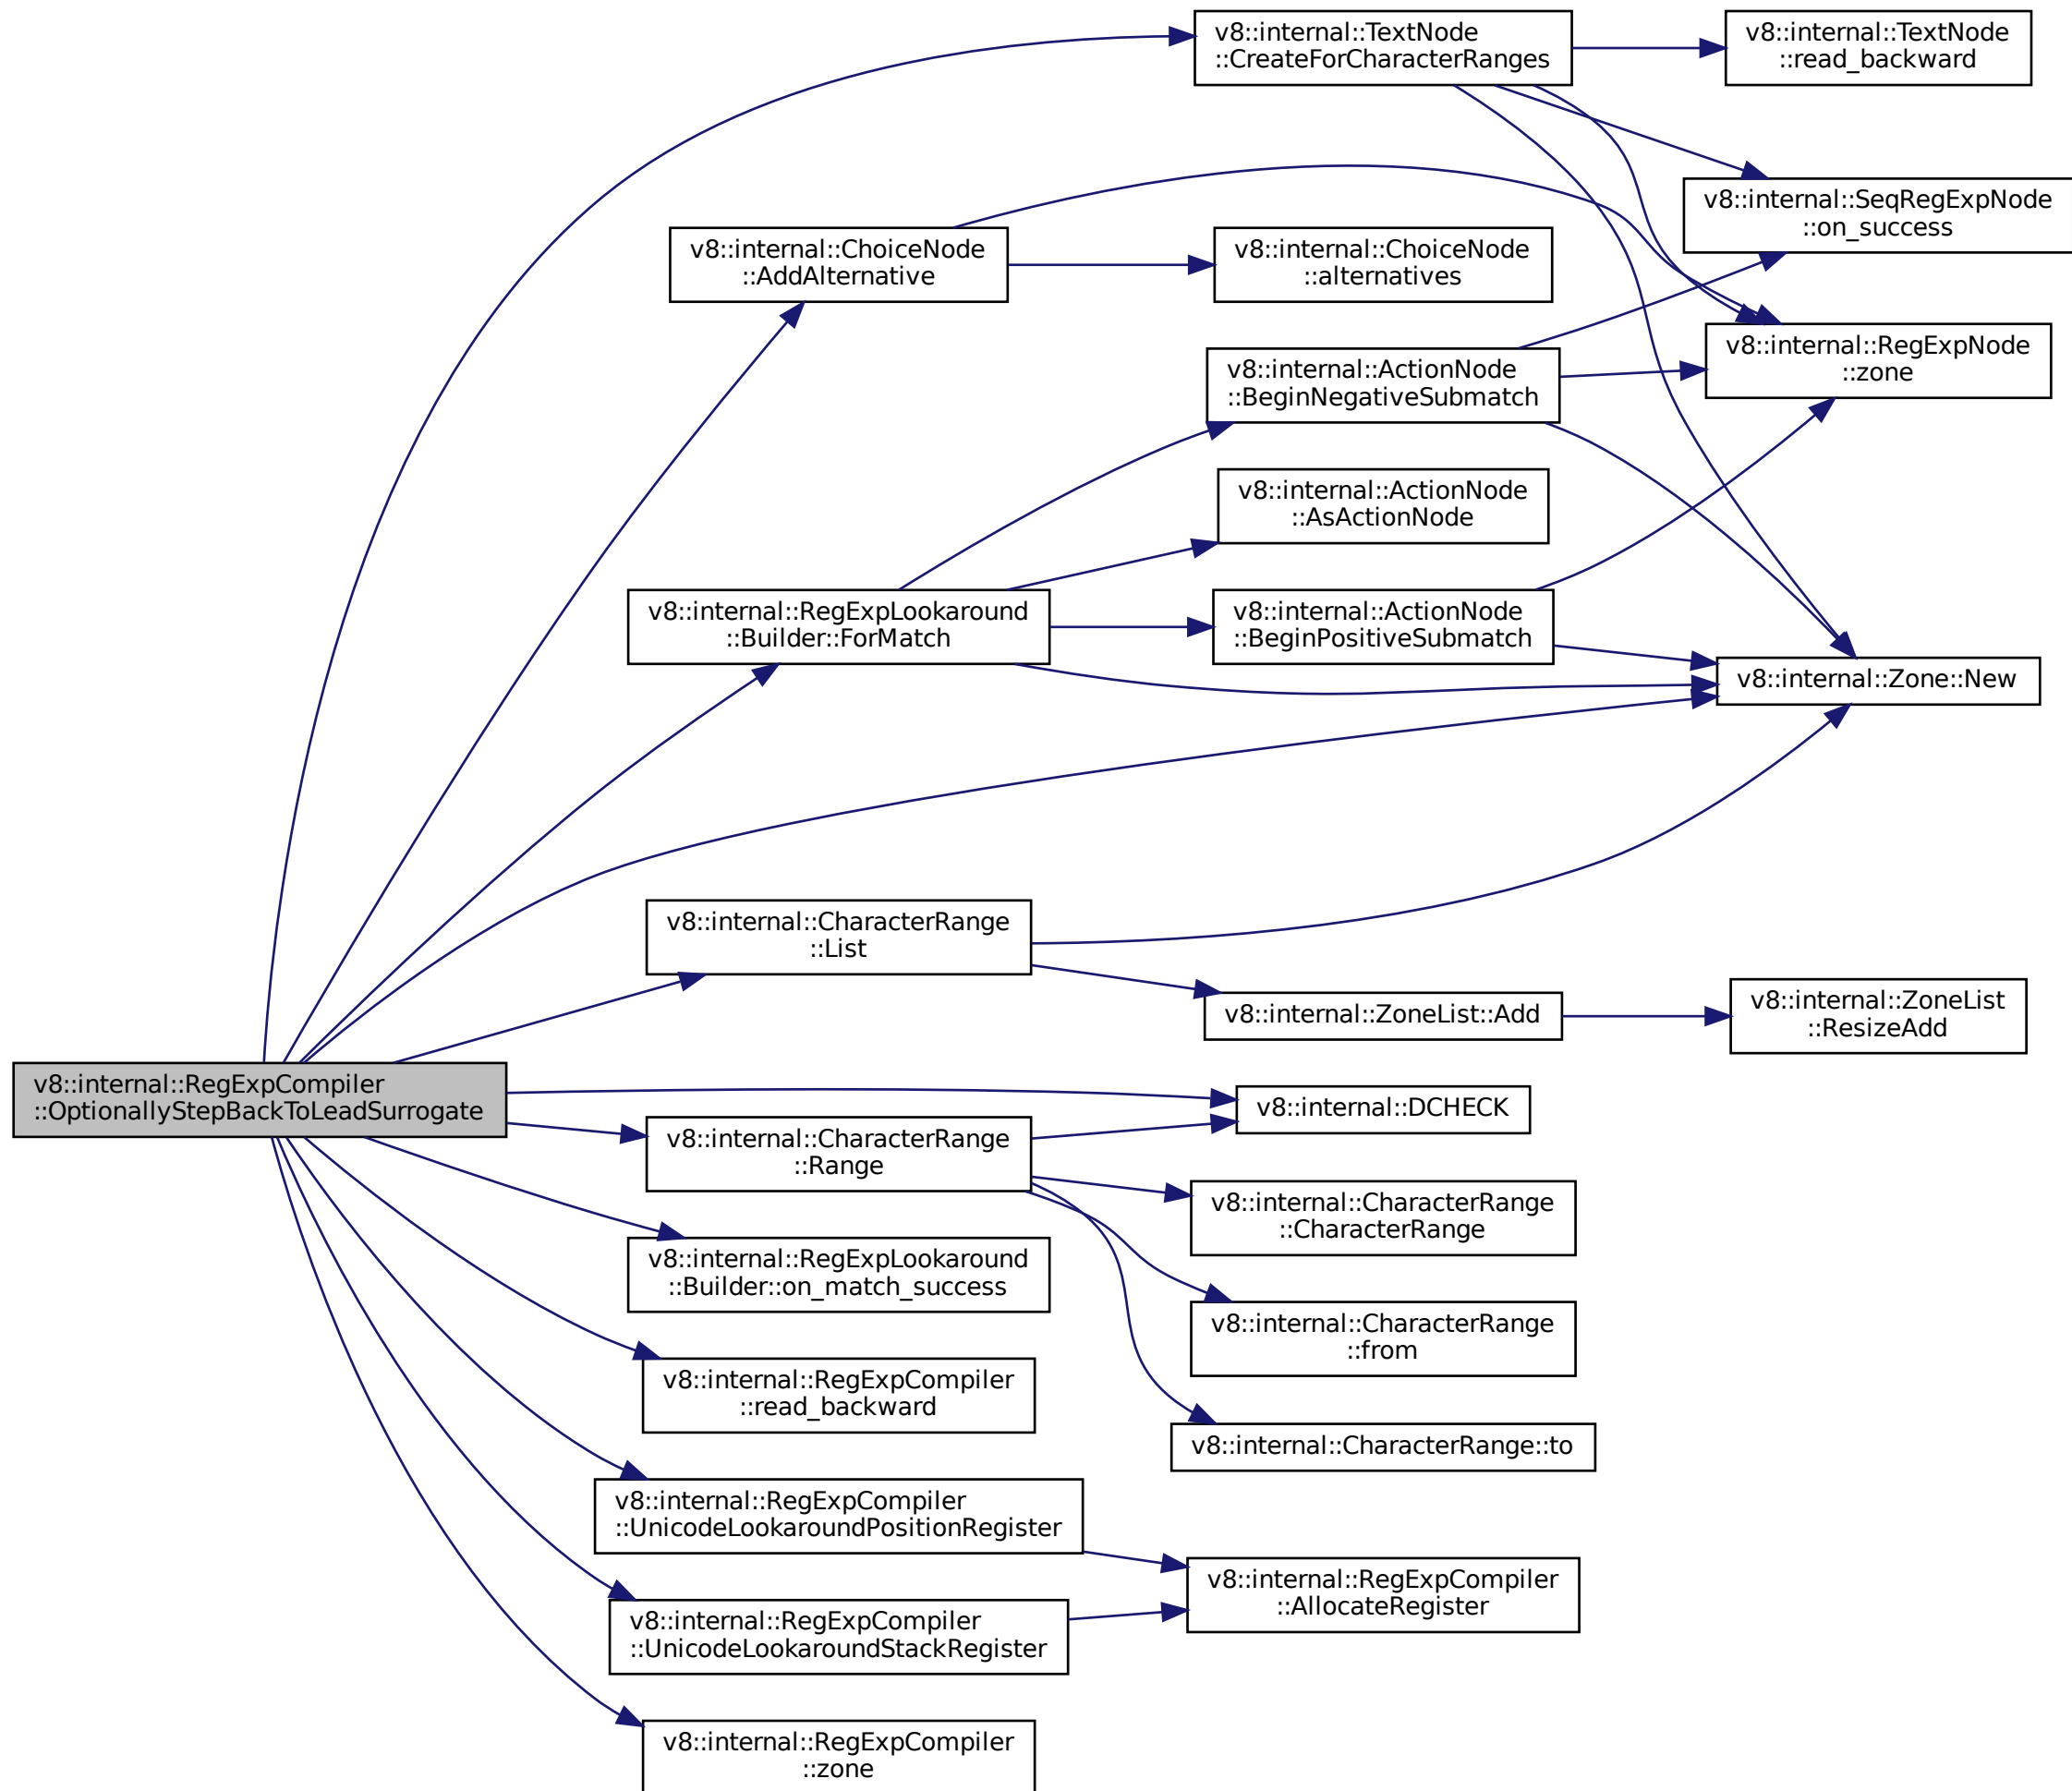 v8::internal::TextNode
::CreateForCharacterRanges
v8::internal::TextNode
::read_backward
v8::internal::SeqRegExpNode
::on_success
v8::internal::ChoiceNode
::AddAlternative
v8::internal::ChoiceNode
::alternatives
v8::internal::RegExpNode
::zone
v8::internal::ActionNode
::BeginNegativeSubmatch
v8::internal::ActionNode
::AsActionNode
v8::internal::RegExpLookaround
::Builder::ForMatch
v8::internal::ActionNode
::BeginPositiveSubmatch
v8::internal::Zone::New
v8::internal::CharacterRange
::List
v8::internal::ZoneList::Add
v8::internal::ZoneList
::ResizeAdd
v8::internal::RegExpCompiler
::OptionallyStepBackToLeadSurrogate
v8::internal::DCHECK
v8::internal::CharacterRange
::Range
v8::internal::CharacterRange
::CharacterRange
v8::internal::RegExpLookaround
::Builder::on_match_success
v8::internal::CharacterRange
::from
v8::internal::RegExpCompiler
::read_backward
v8::internal::CharacterRange::to
v8::internal::RegExpCompiler
::UnicodeLookaroundPositionRegister
v8::internal::RegExpCompiler
::AllocateRegister
v8::internal::RegExpCompiler
::UnicodeLookaroundStackRegister
v8::internal::RegExpCompiler
::zone